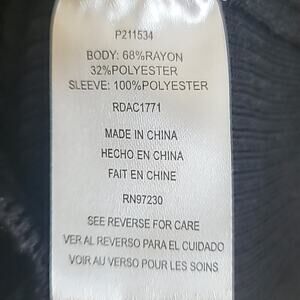 P211534
BODY: 68%RAYON
32%POLYESTER
SLEEVE: 100%POLYESTER
RDAC1771
MADE IN CHINA
HECHO EN CHINA
FAIT EN CHINE
RN97230
SEE REVERSE FOR CARE
VER AL REVERSO PARA EL CUIDADO
VOIR AU VERSO POUR LES SOINS